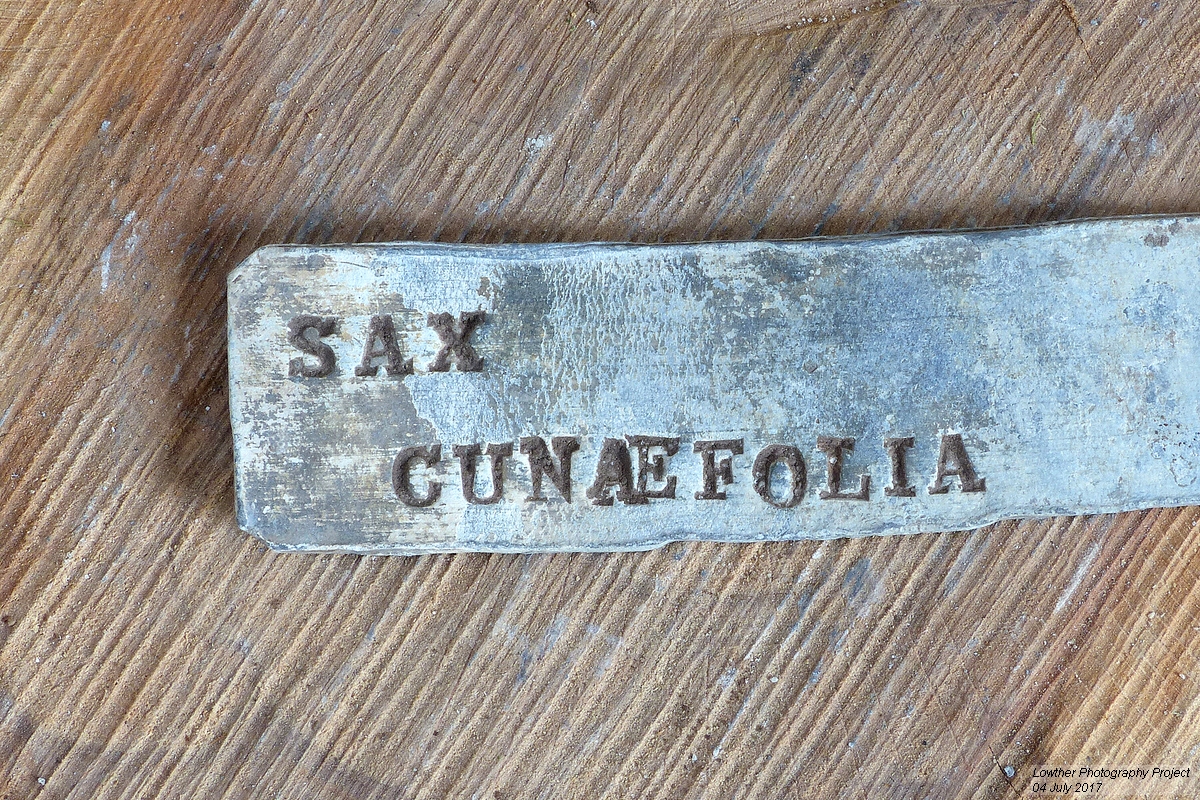 SAX
CUNÆFOLIA
Lowther Photography Project
04 July 2017